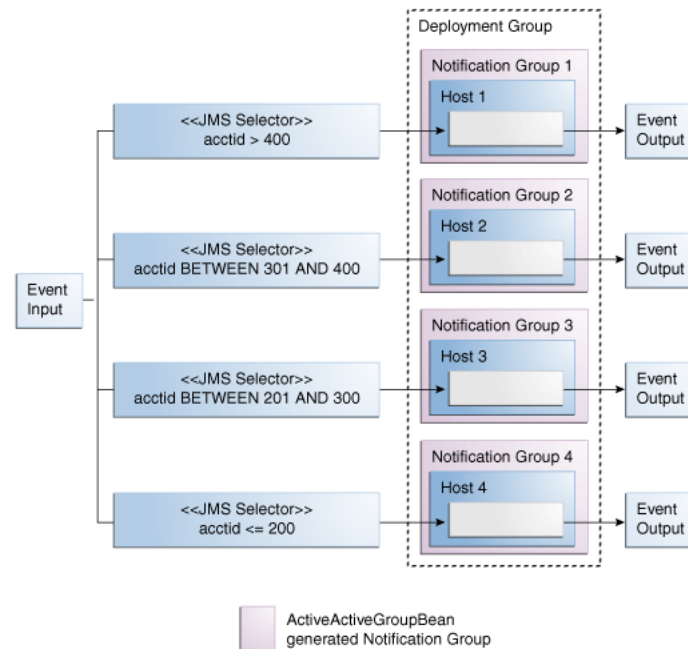 Deployment Group
Notification Group 1
Host 1
<<JMS Selector>>
acctid > 400
Event
Output
Notification Group 2
Host 2
<<JMS Selector>>
acctid BETWEEN 301 AND 400
Event
Output
Event
Input
Notification Group 3
Host 3
<<JMS Selector>>
acctid BETWEEN 201 AND 300
Event
Output
Notification Group 4
Host 4
<<JMS Selector>>
acctid <= 200
Event
Output
ActiveActiveGroupBean
generated Notification Group